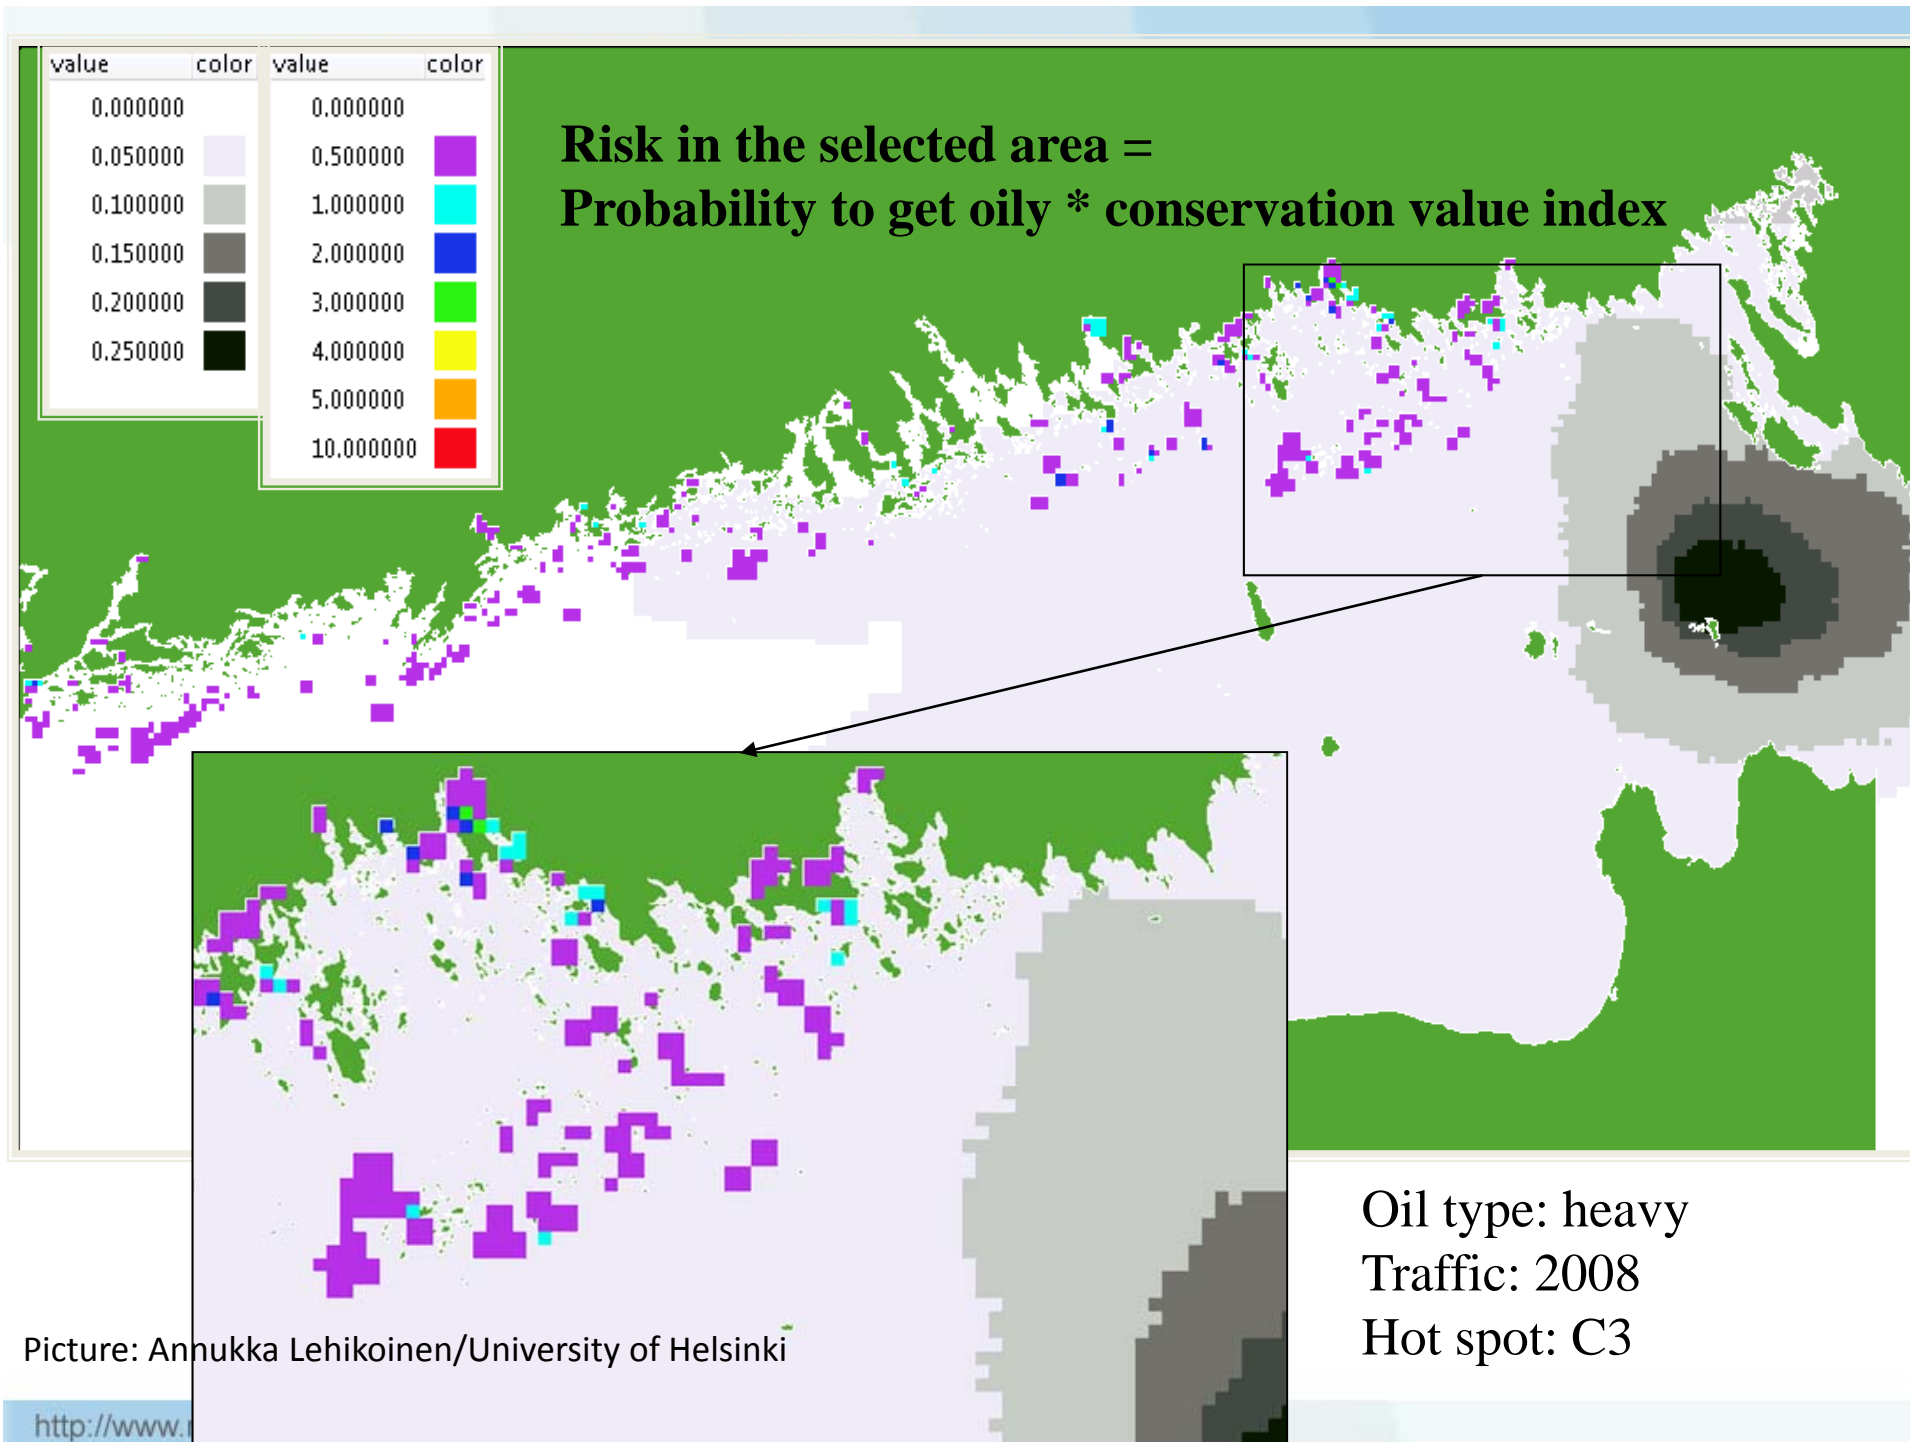 value color value color
0.000000 0.000000
0.050000 0.500000
0.100000 1.000000
0.150000 2.000000
0.200000 3.000000
0.250000 4.000000
5.000000
10.000000
Risk in the selected area =
Probability to get oily * conservation value index
Oil type: heavy
Traffic: 2008
Hot spot: C3
Picture: Annukka Lehikoinen/University of Helsinki
http://www.